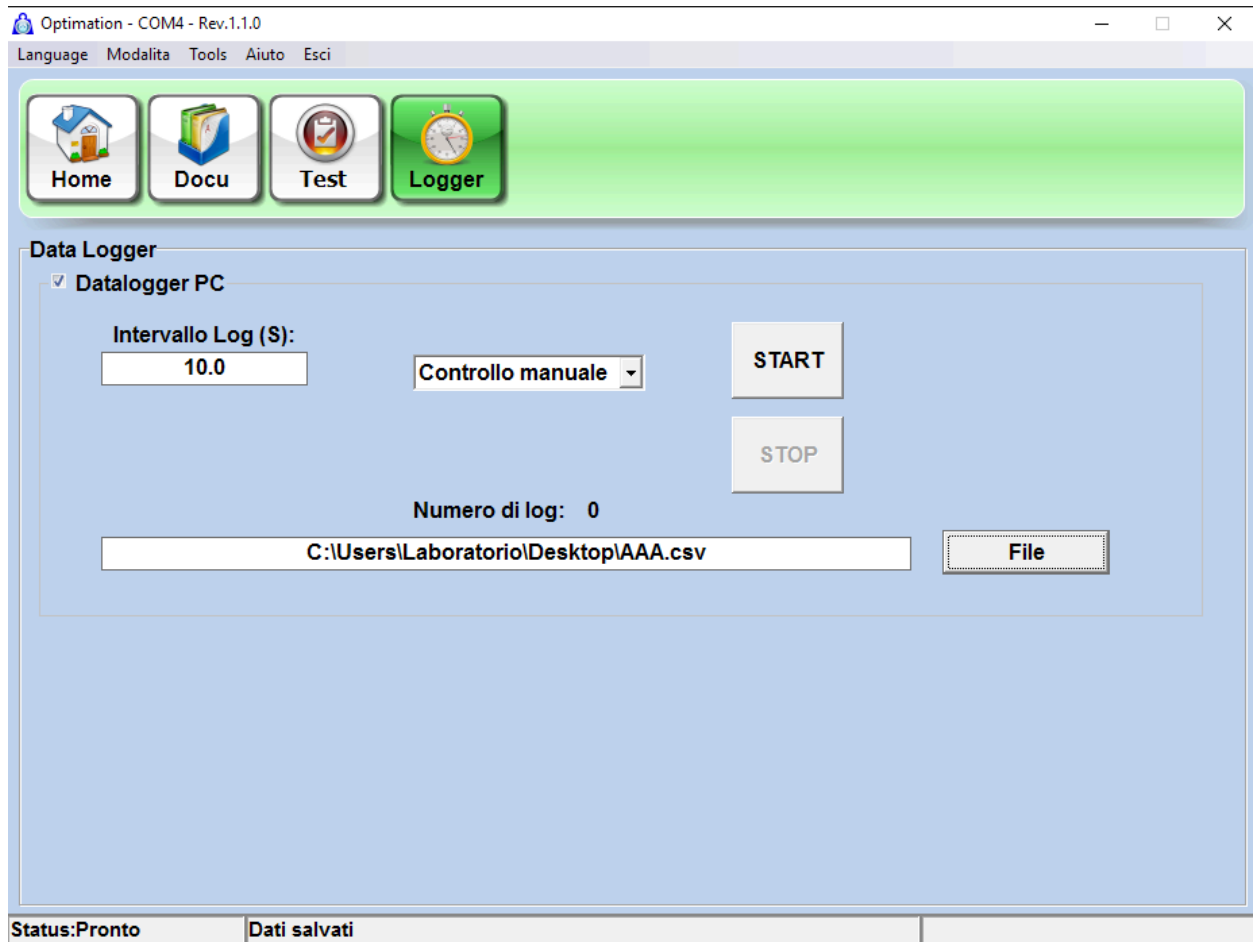 Optimation - COM4 - Rev.1.1.0
Language Modalita Tools Aiuto Esci
Home Docu Test Logger
Data Logger
Datalogger PC
Intervallo Log (S):
10.0
Controllo manuale
START
STOP
Numero di log: 0
C:\Users\Laboratorio\Desktop\AAA.csv File
Status:Pronto Dati salvati